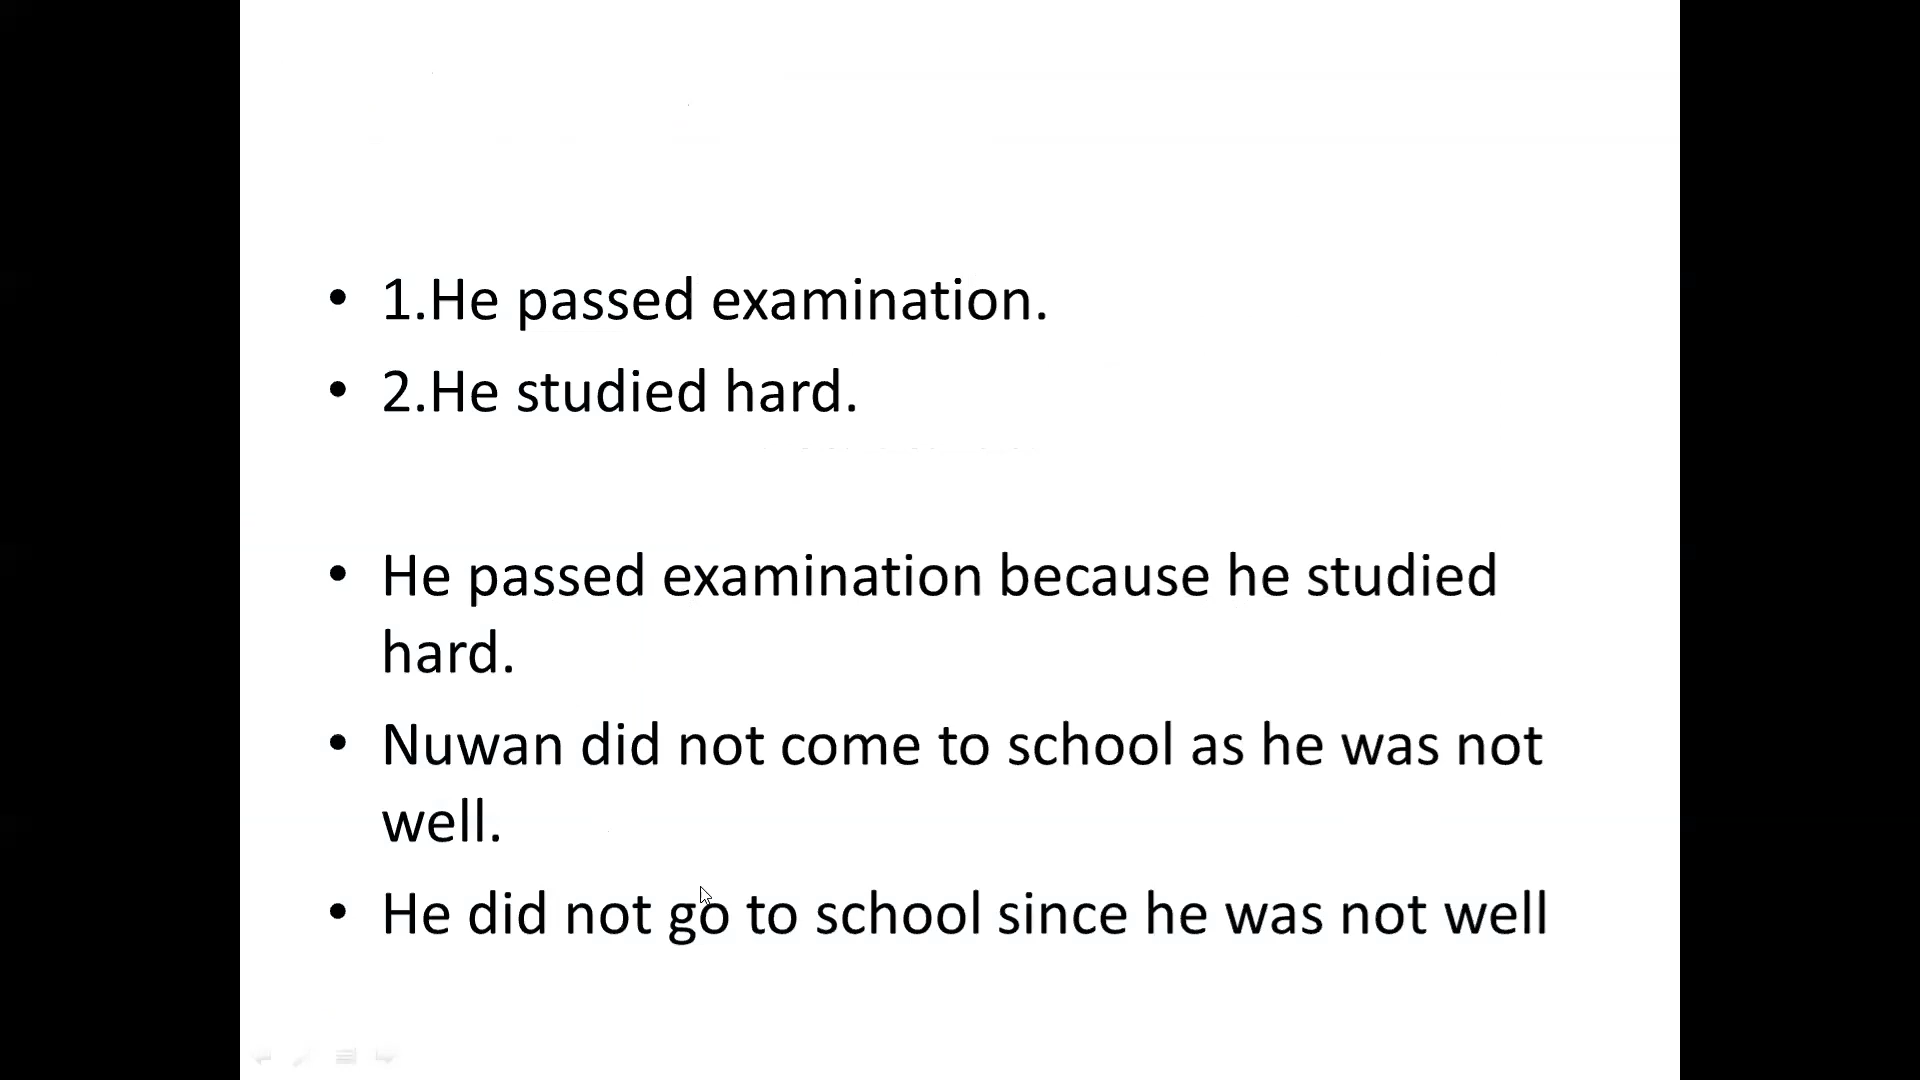 • 1.He passed examination.
• 2.He studied hard.
• He passed examination because he studied
hard.
• Nuwan did not come to school as he was not
well.
• He did not go to school since he was not well